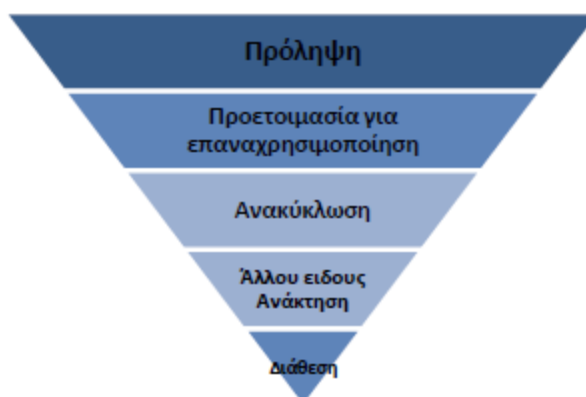 Πρόληψη
Προετοιμασία για
επαναχρησιμοποίηση
Ανακύκλωση
Άλλου ειδους
Ανάκτηση
Διάθεση